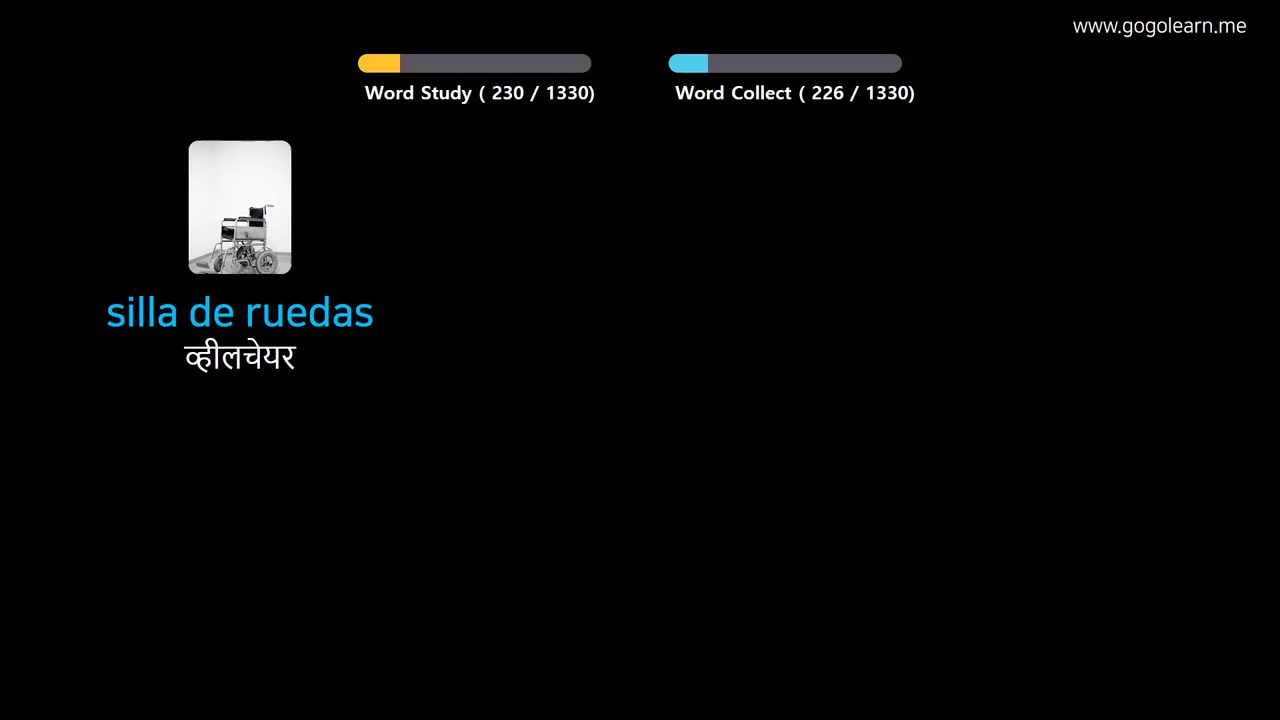 www.gogolearn.me
Word Study ( 230 / 1330)
Word Collect ( 226 / 1330)
silla de ruedas
व्हीलचेयर